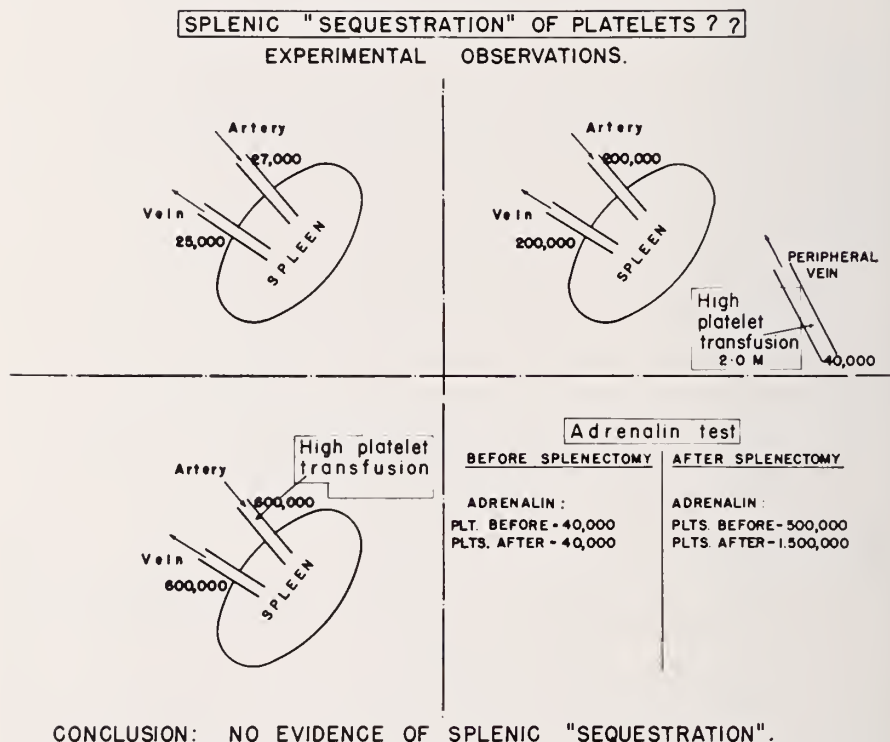 SPLENIC "SEQUESTRATION" OF PLATELETS ? ?
EXPERIMENTAL OBSERVATIONS.
Artery
27,000
Vein
25,000
SPLEEN
Artery
200,000
Vein
200,000
SPLEEN
PERIPHERAL
VEIN
High
platelet
transfusion
2·0 M
40,000
High platelet
transfusion
Artery
600,000
Vein
600,000
SPLEEN
Adrenalin test
BEFORE SPLENECTOMY
ADRENALIN :
PLT. BEFORE - 40,000
PLTS. AFTER - 40,000
AFTER SPLENECTOMY
ADRENALIN :
PLTS. BEFORE - 500,000
PLTS. AFTER - 1.500,000
CONCLUSION: NO EVIDENCE OF SPLENIC "SEQUESTRATION".